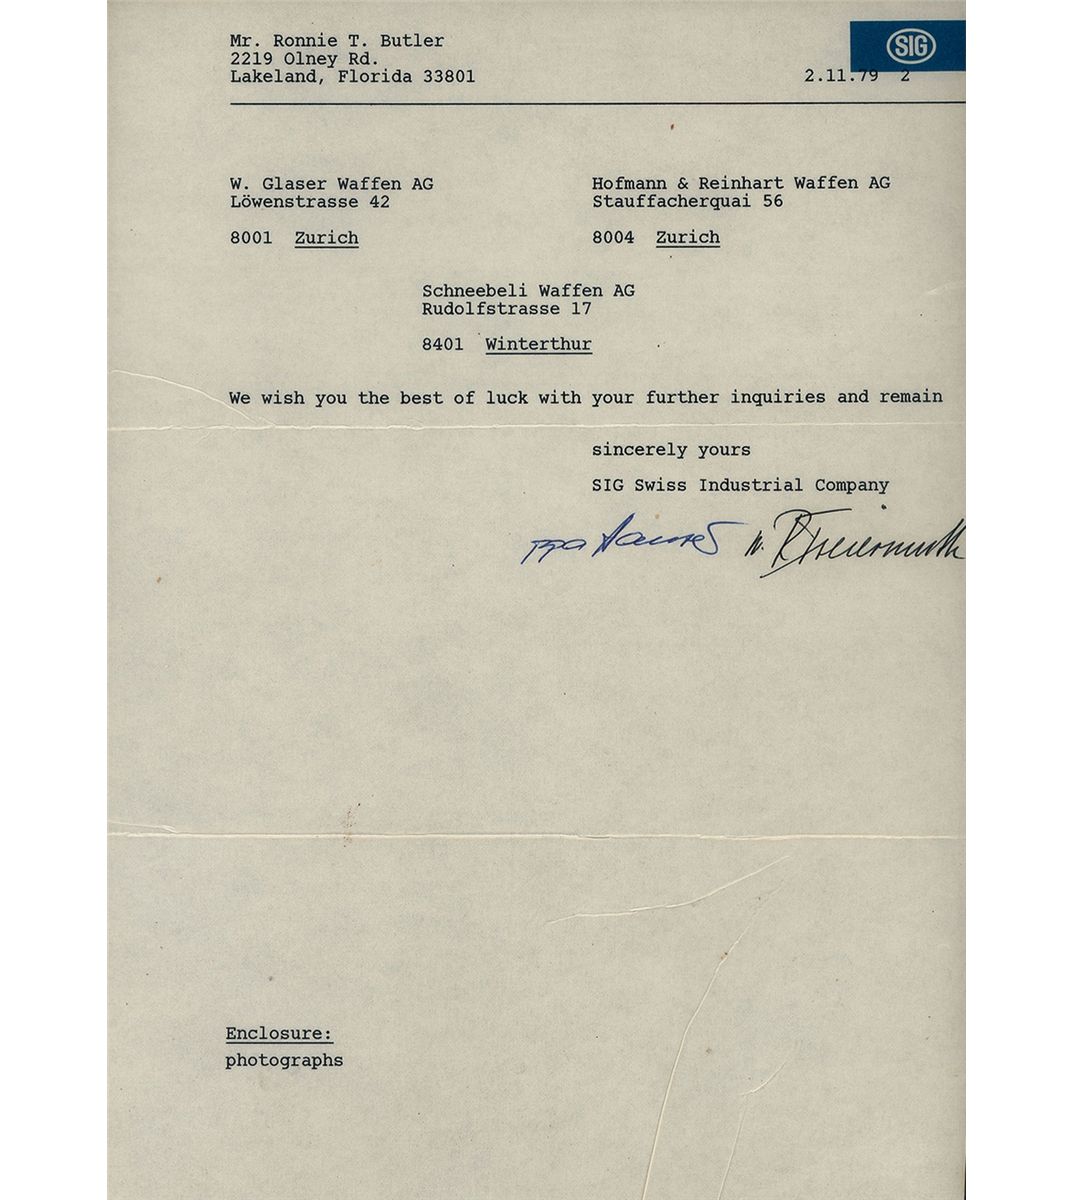 Mr. Ronnie T. Butler
2219 Olney Rd.
Lakeland, Florida 33801
SIG
2.11.79 2
W. Glaser Waffen AG
Löwenstrasse 42
8001 Zurich
Hofmann & Reinhart Waffen AG
Stauffacherquai 56
8004 Zurich
Schneebeli Waffen AG
Rudolfstrasse 17
8401 Winterthur
We wish you the best of luck with your further inquiries and remain
sincerely yours
SIG Swiss Industrial Company
ppa
Enclosure:
photographs